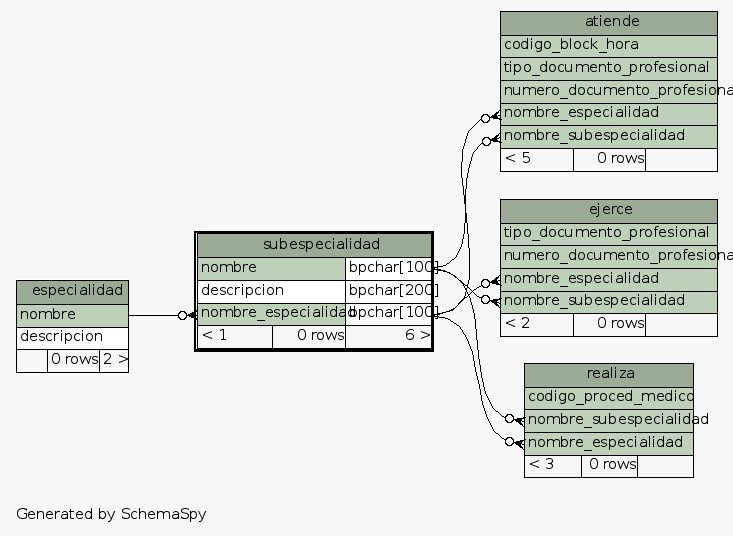 atiende
codigo_block_hora
tipo_documento_profesional
numero_documento_profesiona
nombre_especialidad
nombre_subespecialidad
< 5 0 rows
ejerce
tipo_documento_profesional
numero_documento_profesiona
nombre_especialidad
nombre_subespecialidad
< 2 0 rows
subespecialidad
nombre bpchar[100]
descripcion bpchar[200]
nombre_especialidad bpchar[100]
< 1 0 rows 6 >
especialidad
nombre
descripcion
0 rows 2 >
realiza
codigo_proced_medico
nombre_subespecialidad
nombre_especialidad
< 3 0 rows
Generated by SchemaSpy